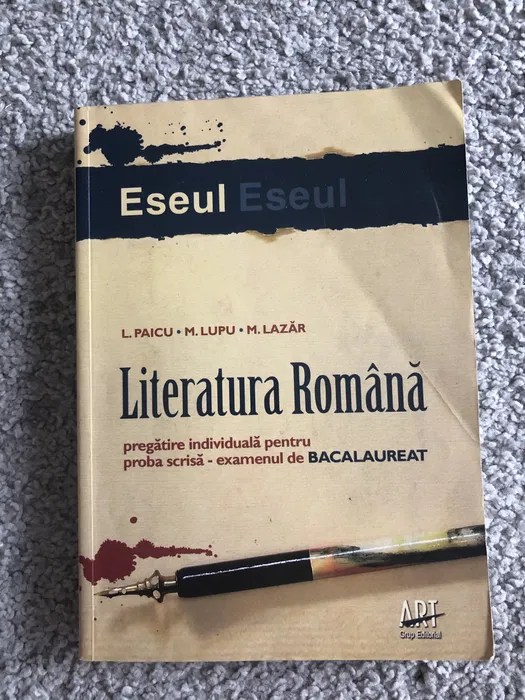 Eseul Eseul
L. PAICU • M. LUPU • M. LAZĂR
Literatura Română
pregătire individuală pentru
proba scrisă - examenul de BACALAUREAT
ART
Grup Editorial